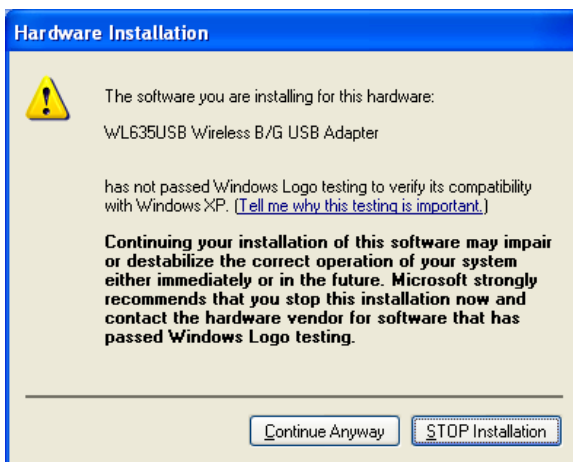 Hardware Installation
The software you are installing for this hardware:
WL635USB Wireless B/G USB Adapter
has not passed Windows Logo testing to verify its compatibility
with Windows XP. (Tell me why this testing is important.)
Continuing your installation of this software may impair
or destabilize the correct operation of your system
either immediately or in the future. Microsoft strongly
recommends that you stop this installation now and
contact the hardware vendor for software that has
passed Windows Logo testing.
Continue Anyway
STOP Installation